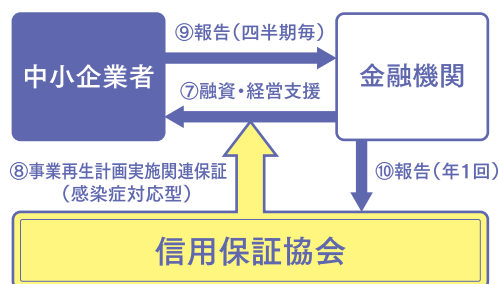 ⑨報告（四半期毎）
中小企業者
金融機関
⑦融資・経営支援
⑧事業再生計画実施関連保証
（感染症対応型）
⑩報告（年1回）
信用保証協会